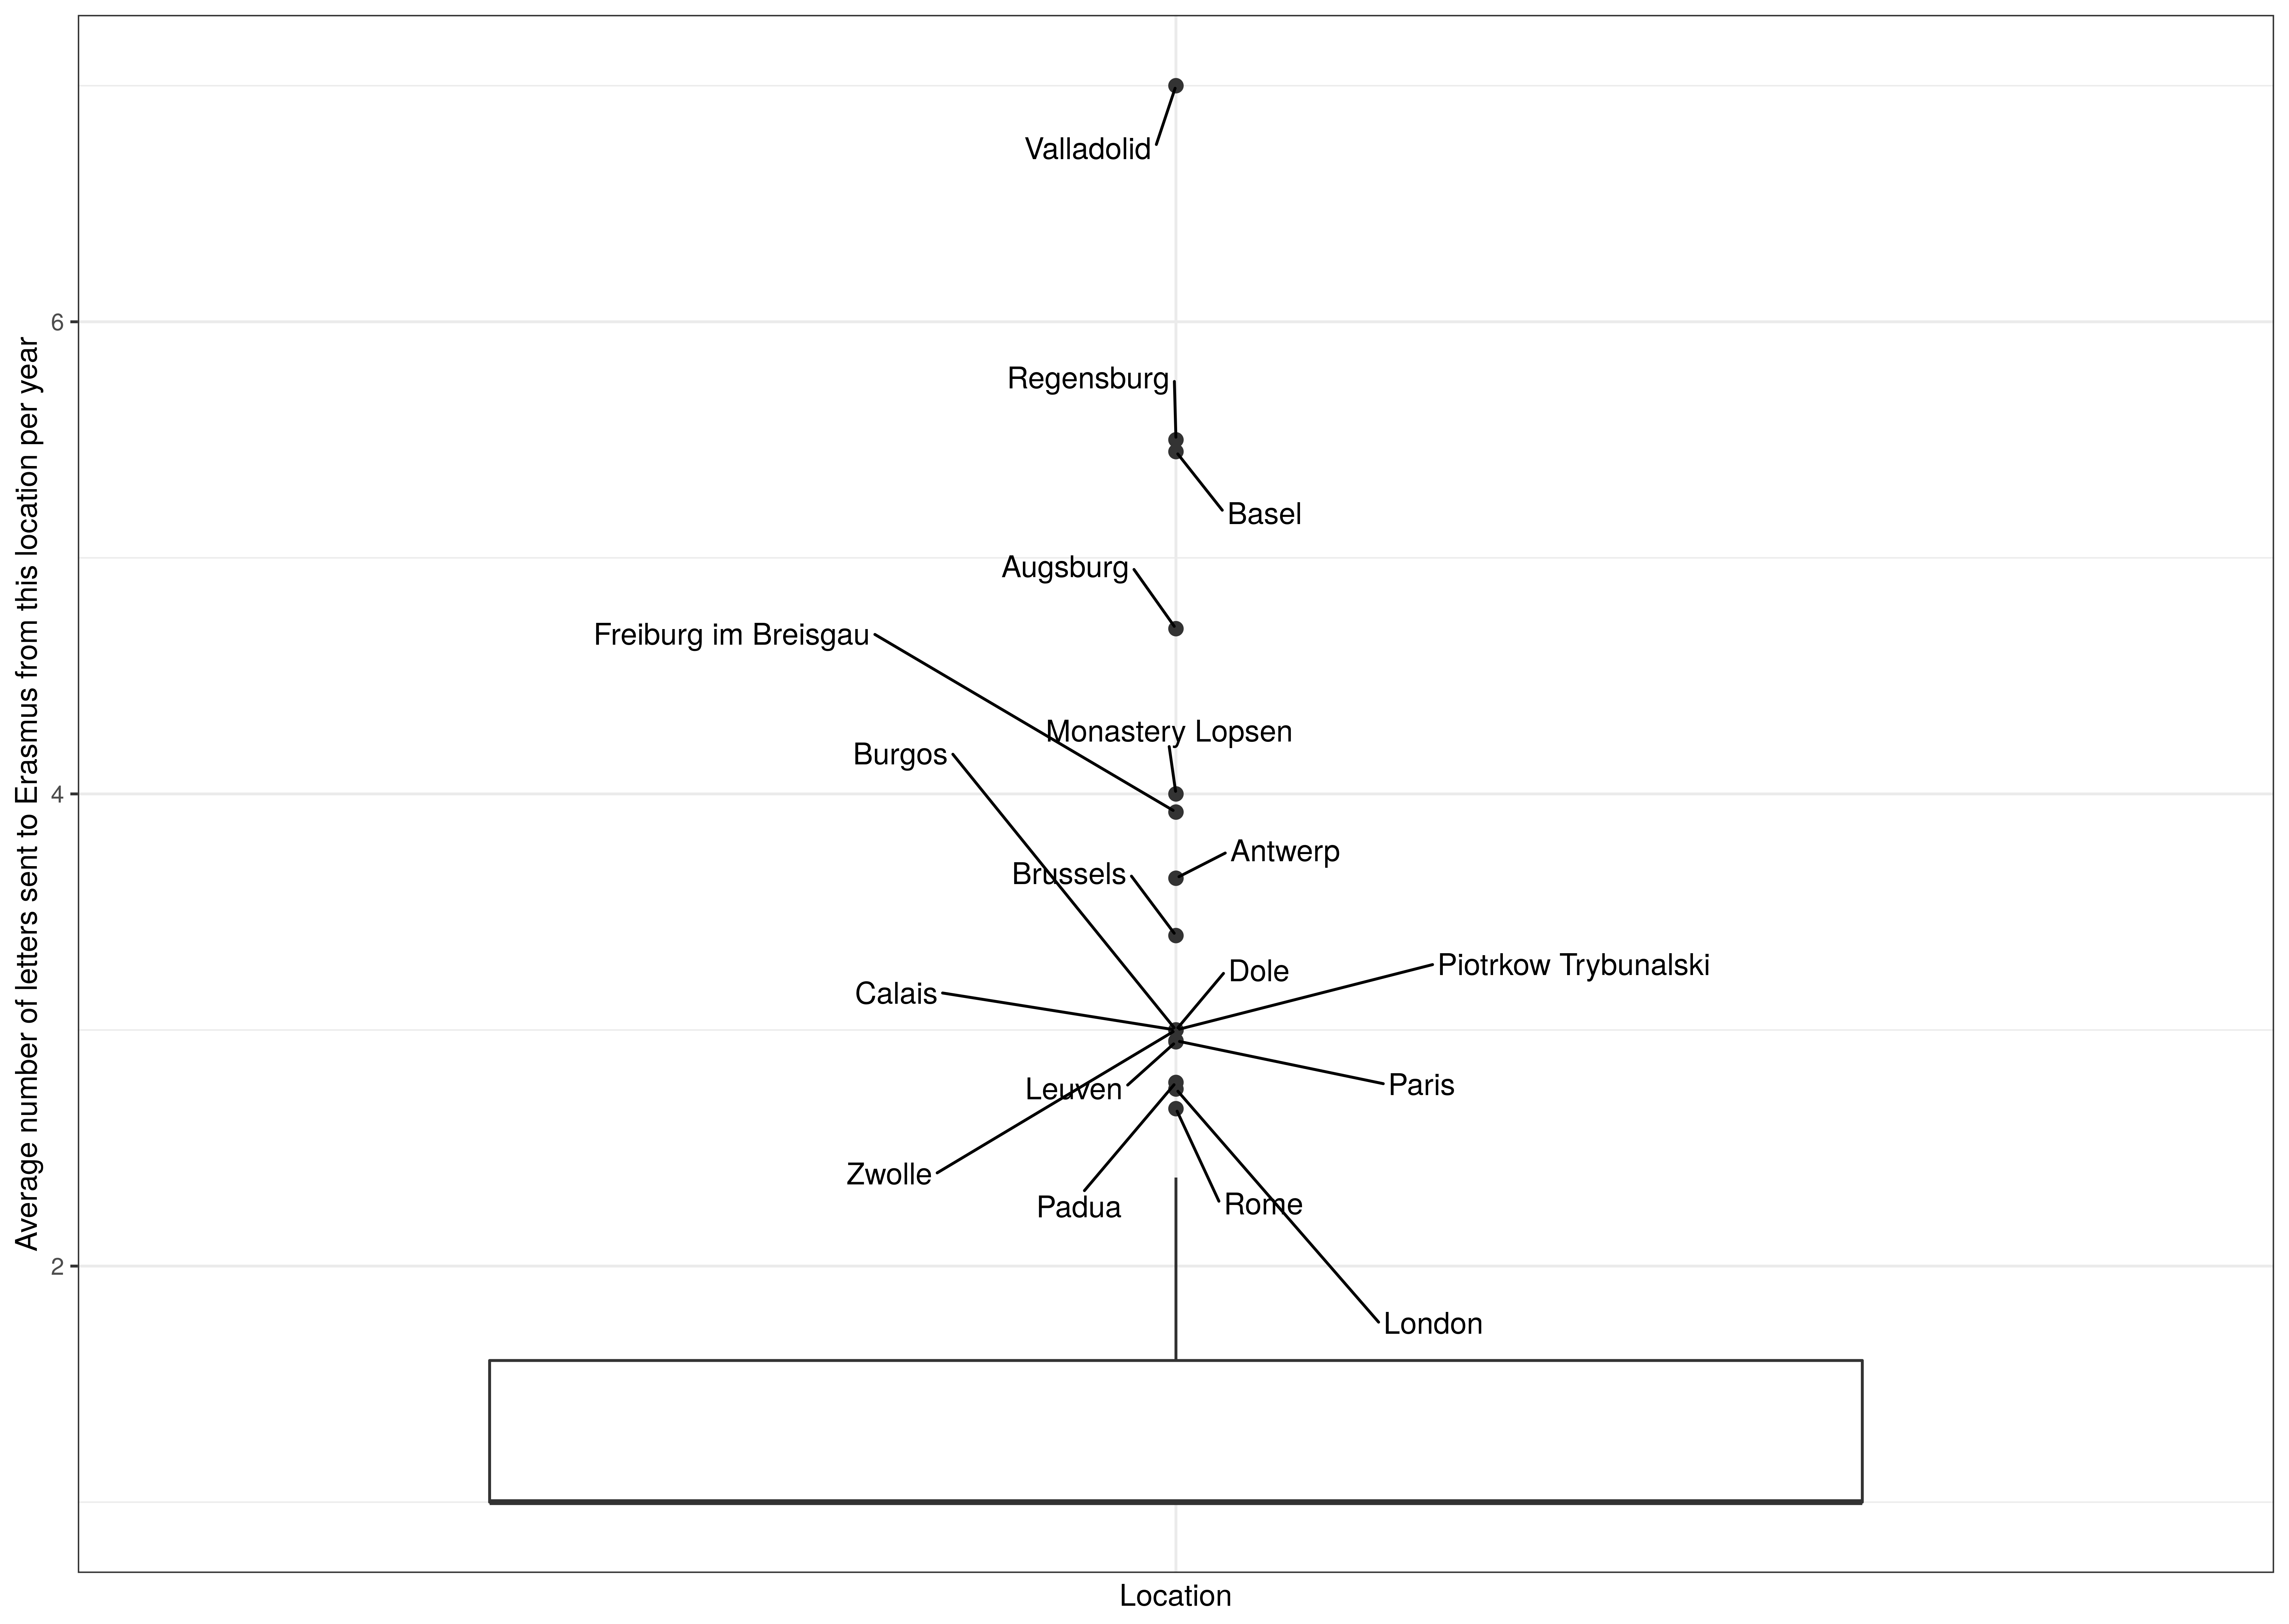 Average number of letters sent to Erasmus from this location per year
Valladolid
6
Regensburg
Basel
Augsburg
Freiburg im Breisgau
Monastery Lopsen
Burgos
4
Antwerp
Brussels
Piotrkow Trybunalski
Dole
Calais
Paris
Leuven
Zwolle
Rome
Padua
2
London
Location